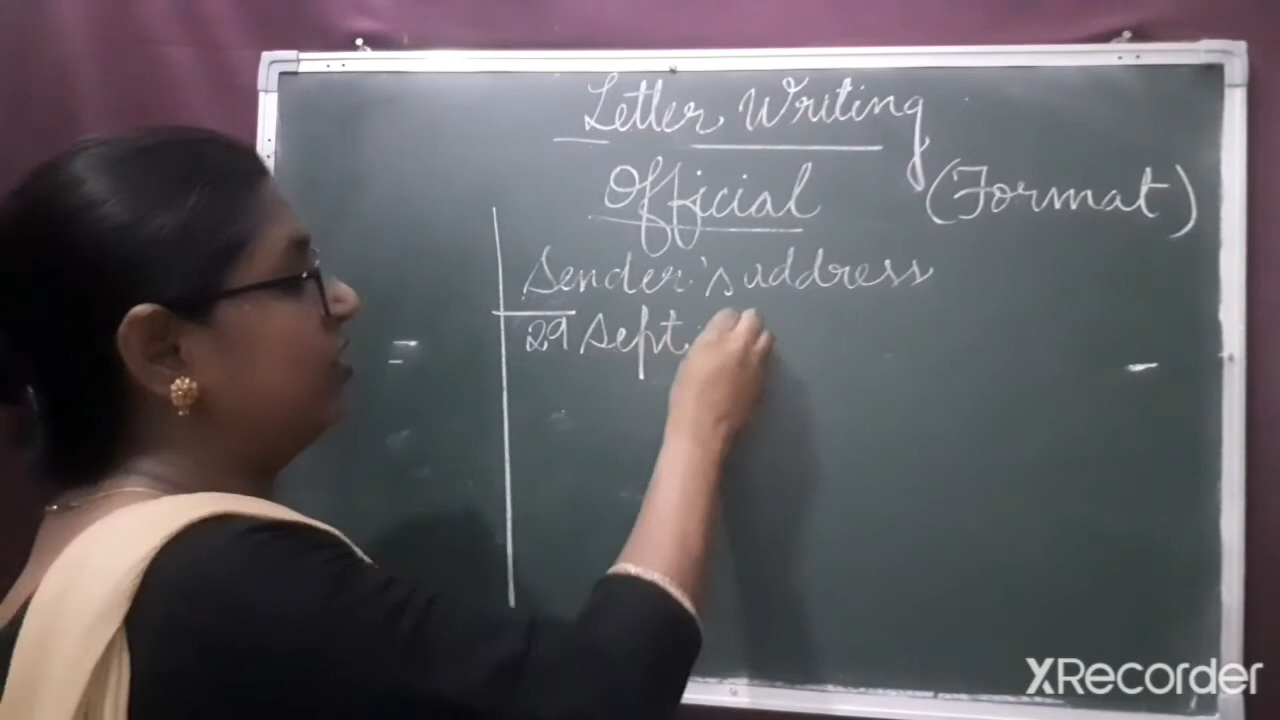 Letter Writing
Official (Format)
Sender's address
29 Sept
XRecorder